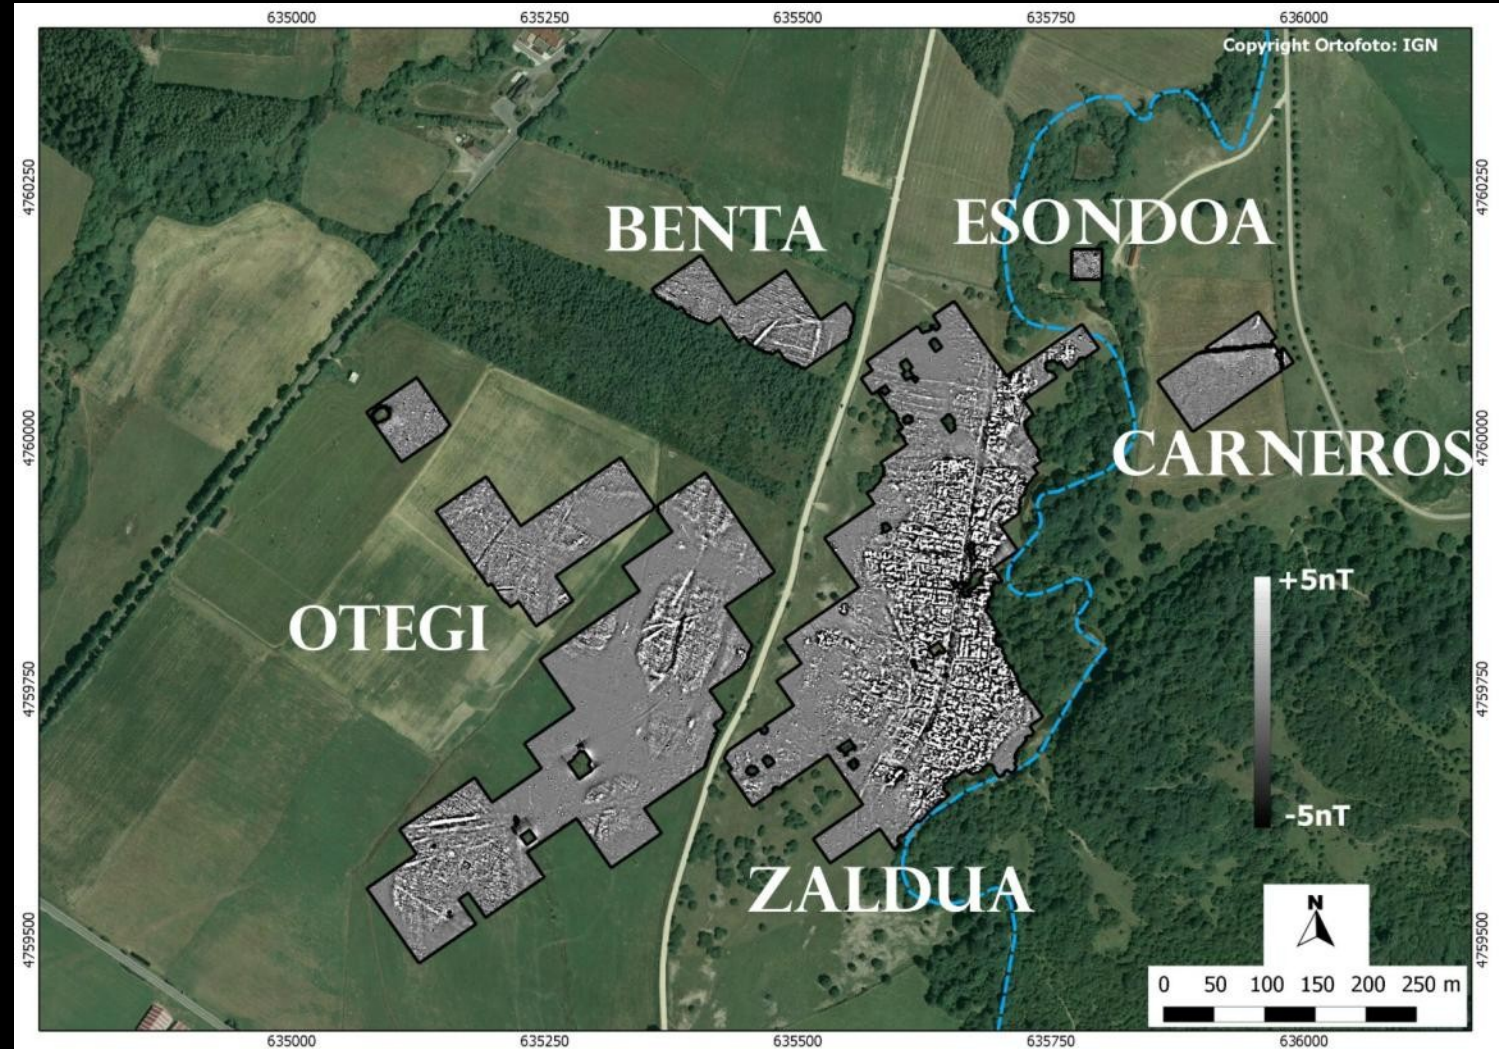 635000 635250 635500 635750 636000
Copyright Ortofoto: IGN
4760250 4760250
BENTA
ESONDOA
4760000 4760000
CARNEROS
+5nT
OTEGI
4759750 4759750
-5nT
ZALDUA
N
4759500 4759500
0 50 100 150 200 250 m
635000 635250 635500 635750 636000